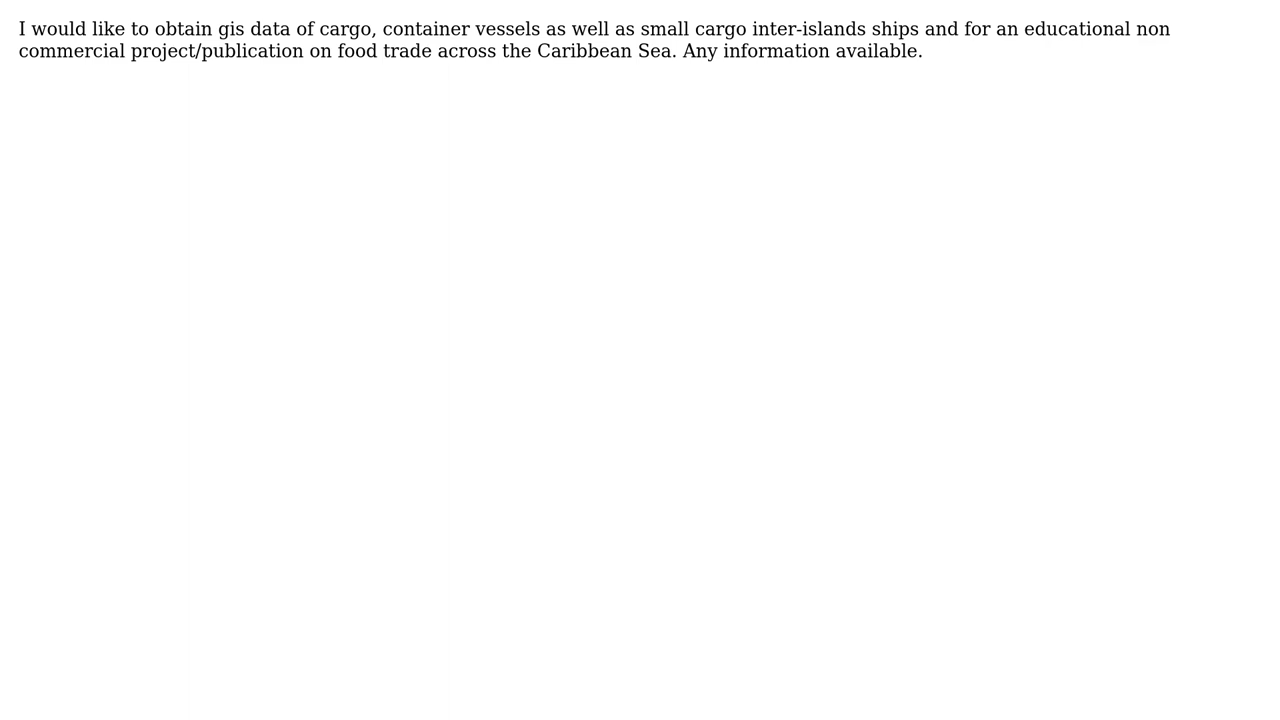 I would like to obtain gis data of cargo, container vessels as well as small cargo inter-islands ships and for an educational non
commercial project/publication on food trade across the Caribbean Sea. Any information available.